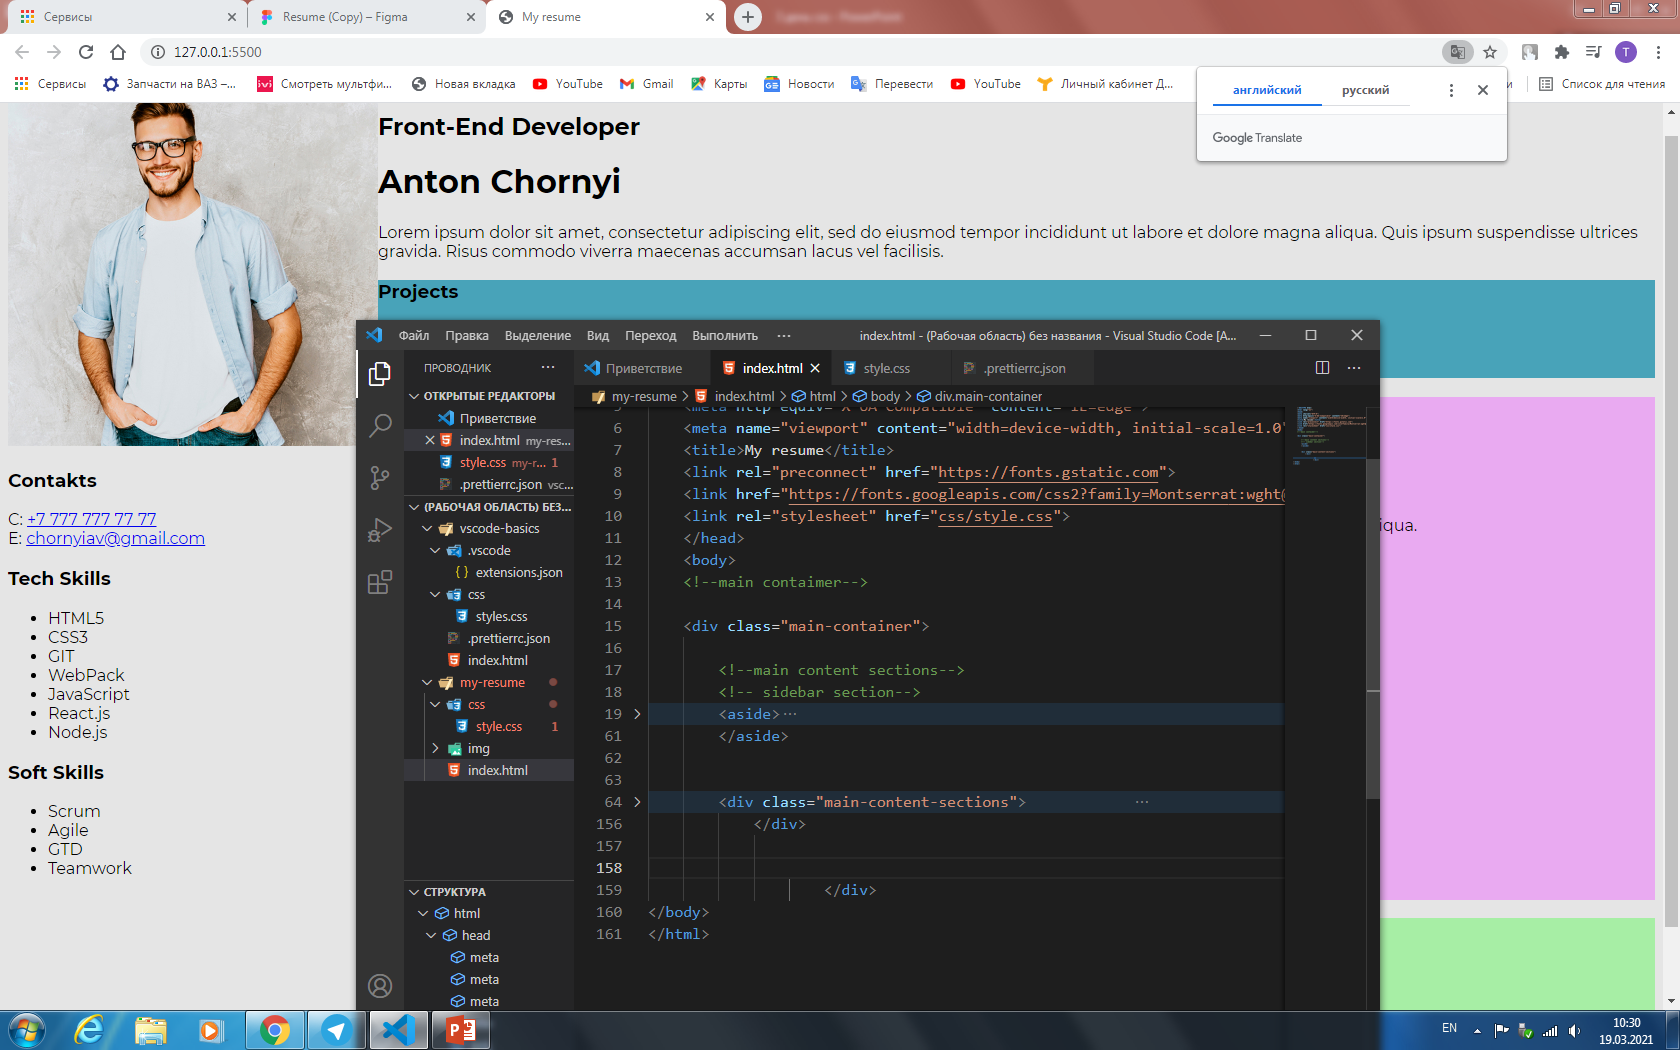 Сервисы
Resume (Copy) – Figma
My resume
127.0.0.1:5500
T
Сервисы
Запчасти на ВАЗ –...
ivi
Смотреть мультфи...
Новая вкладка
YouTube
Gmail
Карты
Новости
Перевести
YouTube
Личный кабинет Д...
Список для чтения
английский
русский
Google Translate
Front-End Developer
Anton Chornyi
Lorem ipsum dolor sit amet, consectetur adipiscing elit, sed do eiusmod tempor incididunt ut labore et dolore magna aliqua. Quis ipsum suspendisse ultrices
gravida. Risus commodo viverra maecenas accumsan lacus vel facilisis.
Projects
iqua.
Contakts
C: +7 777 777 77 77
E: chornyiav@gmail.com
Tech Skills
HTML5
CSS3
GIT
WebPack
JavaScript
React.js
Node.js
Soft Skills
Scrum
Agile
GTD
Teamwork
Файл Правка Выделение Вид Переход Выполнить ···
index.html - (Рабочая область) без названия - Visual Studio Code [А...
ПРОВОДНИК
ОТКРЫТЫЕ РЕДАКТОРЫ
Приветствие
index.html my-res...
style.css my-r... 1
.prettierrc.json vsc...
(РАБОЧАЯ ОБЛАСТЬ) БЕЗ...
vscode-basics
.vscode
extensions.json
css
styles.css
.prettierrc.json
index.html
my-resume
css
style.css 1
img
index.html
СТРУКТУРА
html
head
meta
meta
meta
Приветствие
index.html
style.css
.prettierrc.json
my-resume > index.html > html > body > div.main-container
5 <meta http-equiv="X-UA-Compatible" content="IE=edge">
6 <meta name="viewport" content="width=device-width, initial-scale=1.0"
7 <title>My resume</title>
8 <link rel="preconnect" href="https://fonts.gstatic.com">
9 <link href="https://fonts.googleapis.com/css2?family=Montserrat:wght@
10 <link rel="stylesheet" href="css/style.css">
11 </head>
12 <body>
13 <!--main contaimer-->
14
15 <div class="main-container">
16
17 <!--main content sections-->
18 <!-- sidebar section-->
19 <aside>···
61 </aside>
62
63
64 <div class="main-content-sections"> ···
156 </div>
157
158
159 </div>
160 </body>
161 </html>
EN
10:30
19.03.2021